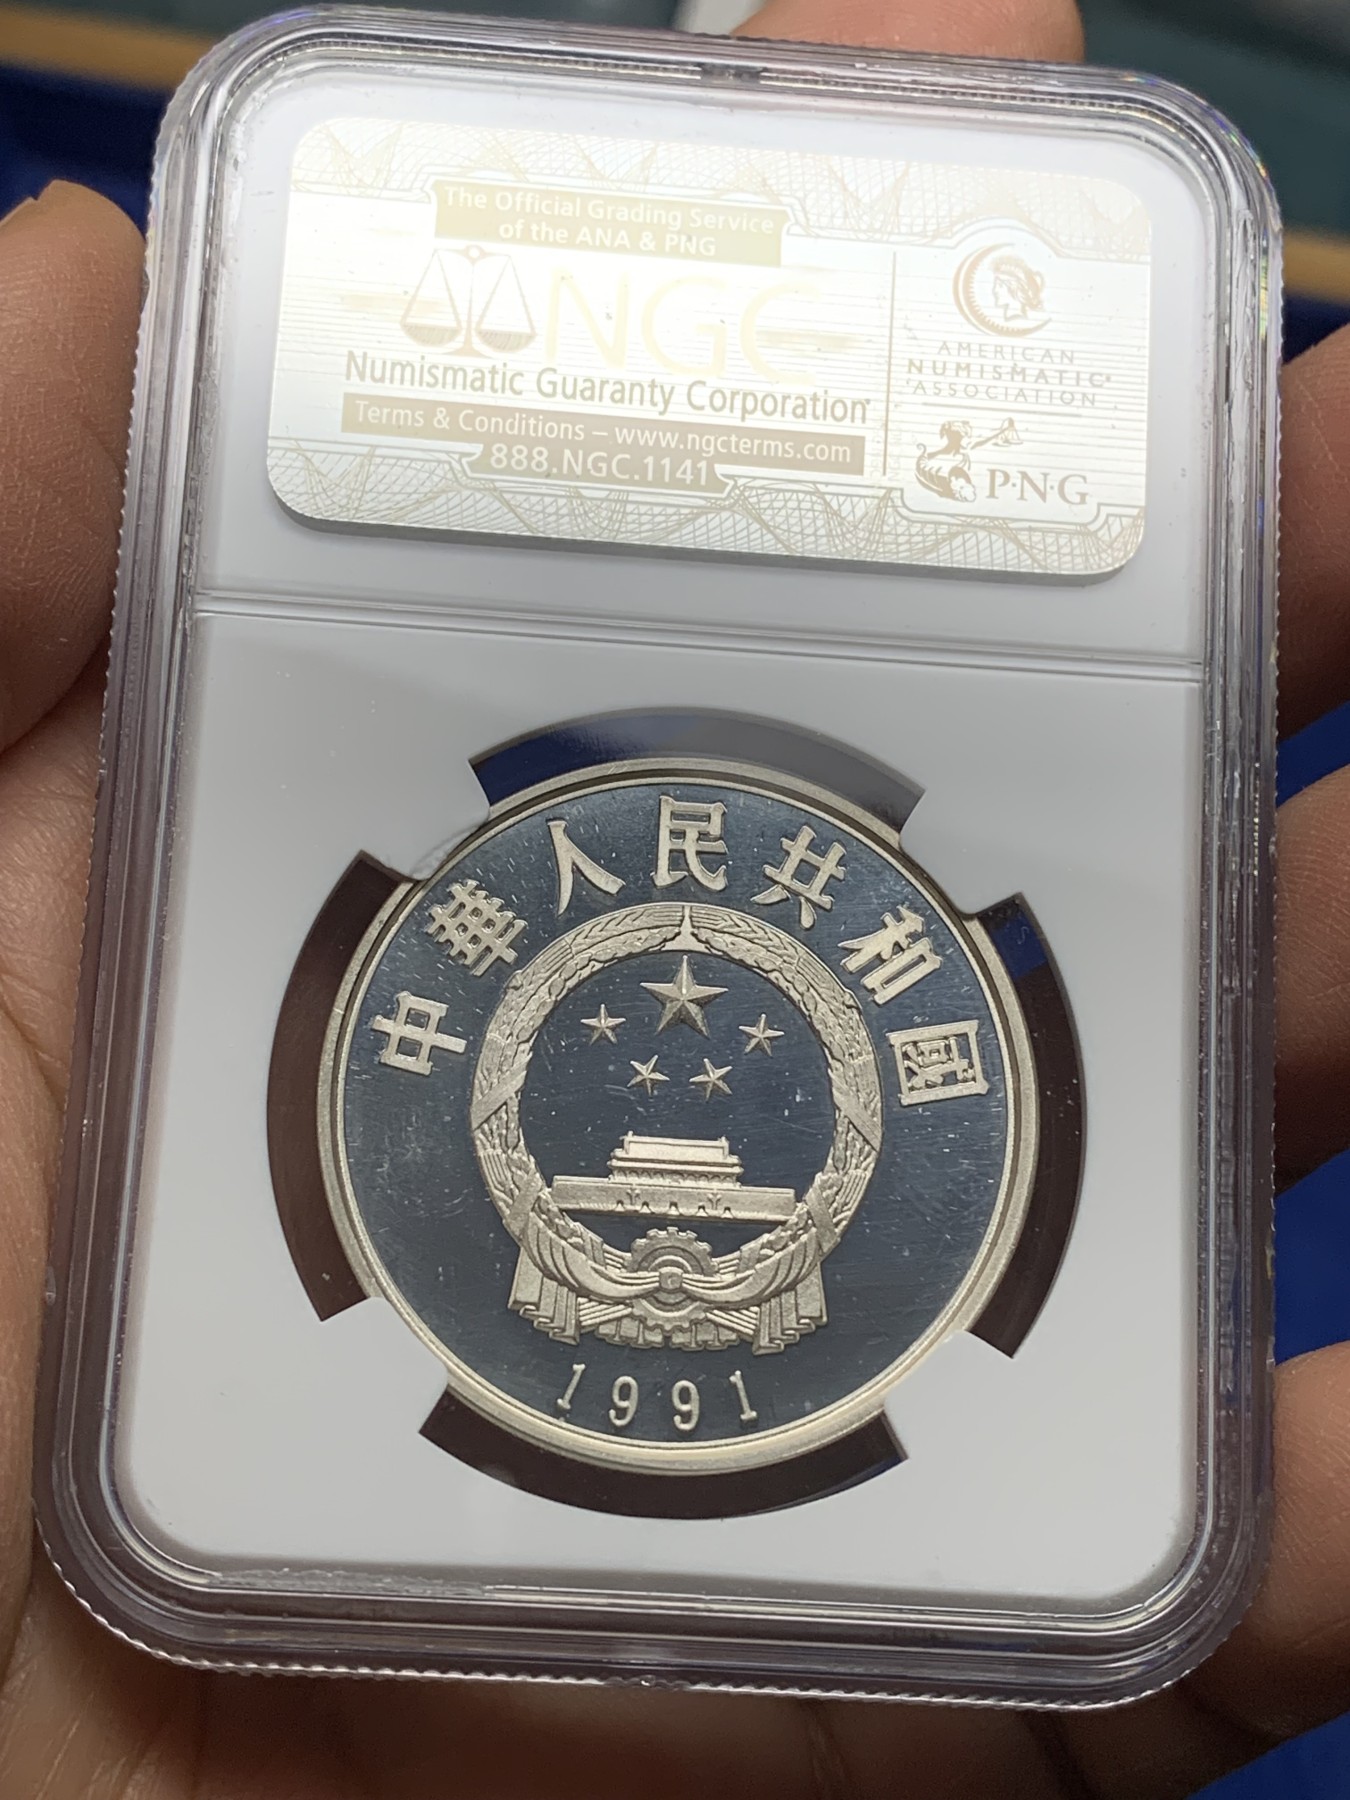 The Official Grading Service
of the ANA & PNG
NGC
Numismatic Guaranty Corporation
Terms & Conditions – www.ngcterms.com
888.NGC.1141
AMERICAN
NUMISMATIC
ASSOCIATION
P·N·G
中華人民共和國
1991